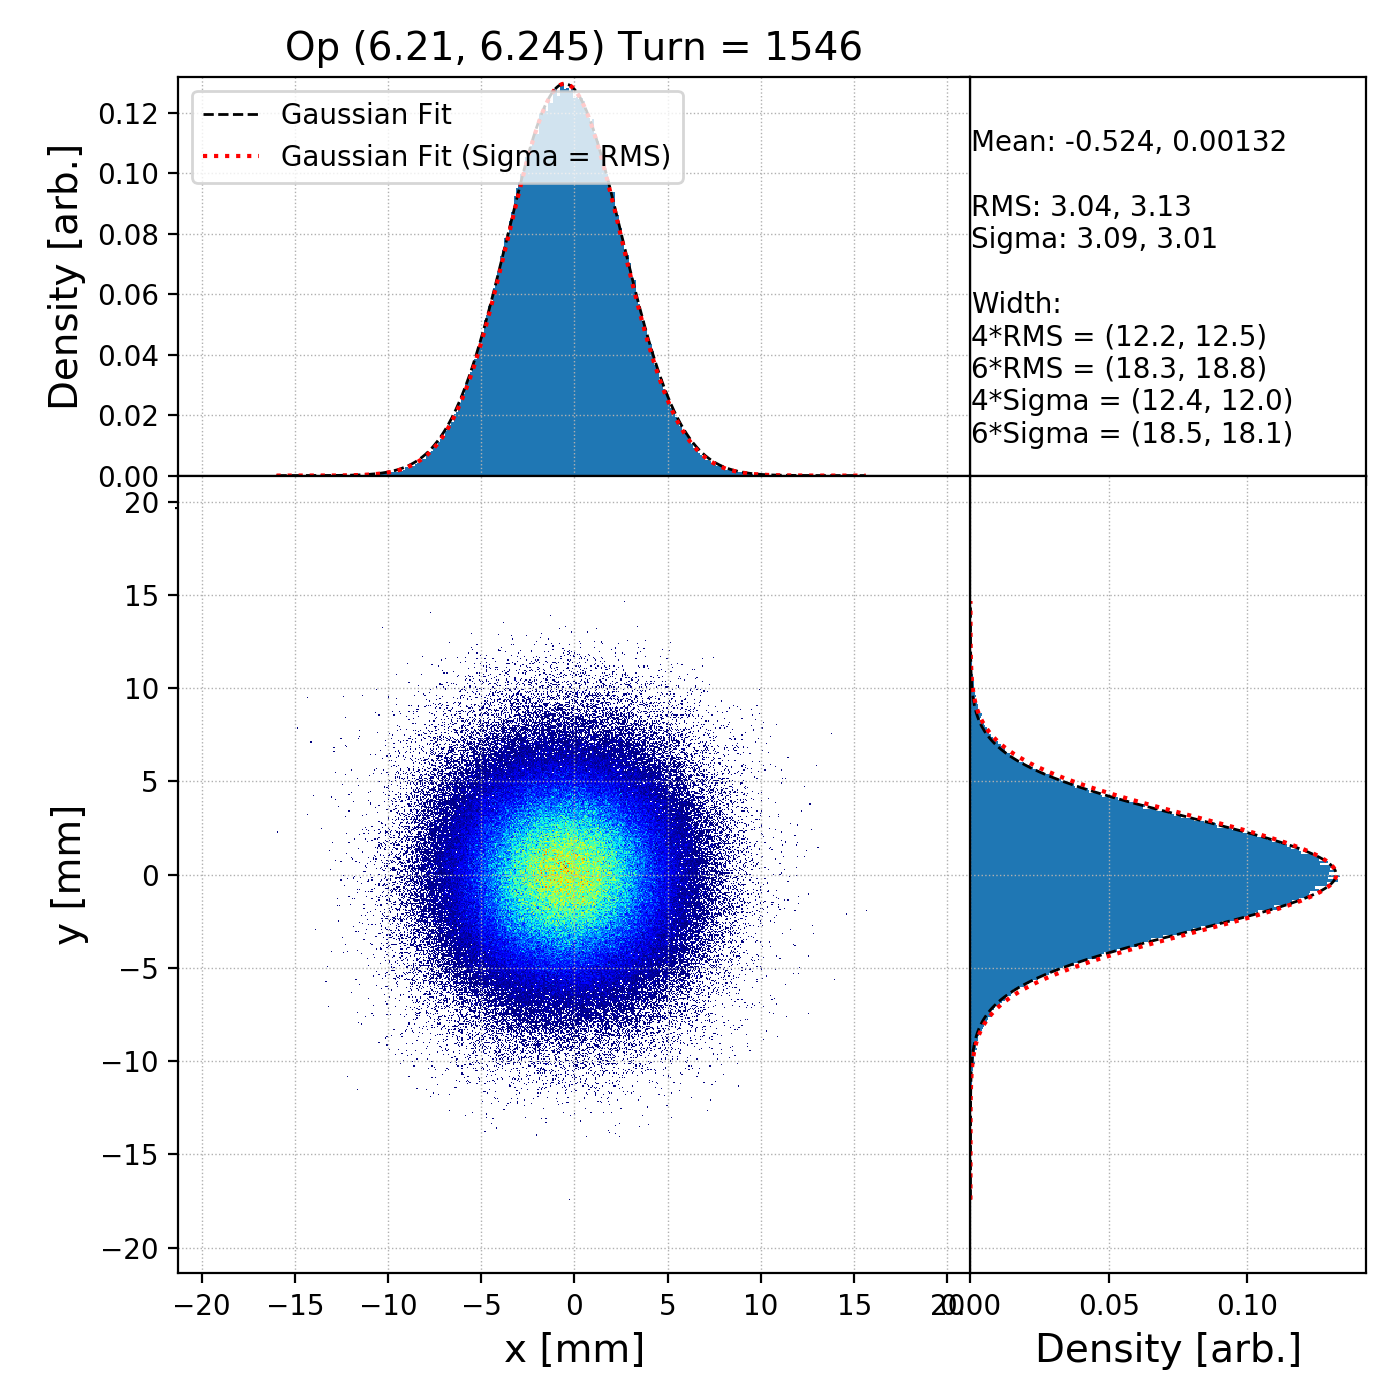 Op (6.21, 6.245) Turn = 1546
Gaussian Fit
Gaussian Fit (Sigma = RMS)
Density [arb.]
0.12
0.10
0.08
0.06
0.04
0.02
0.00
Mean: -0.524, 0.00132
RMS: 3.04, 3.13
Sigma: 3.09, 3.01
Width:
4*RMS = (12.2, 12.5)
6*RMS = (18.3, 18.8)
4*Sigma = (12.4, 12.0)
6*Sigma = (18.5, 18.1)
y [mm]
20
15
10
5
0
−5
−10
−15
−20
−20 −15 −10 −5 0 5 10 15 20
x [mm]
0.00 0.05 0.10
Density [arb.]